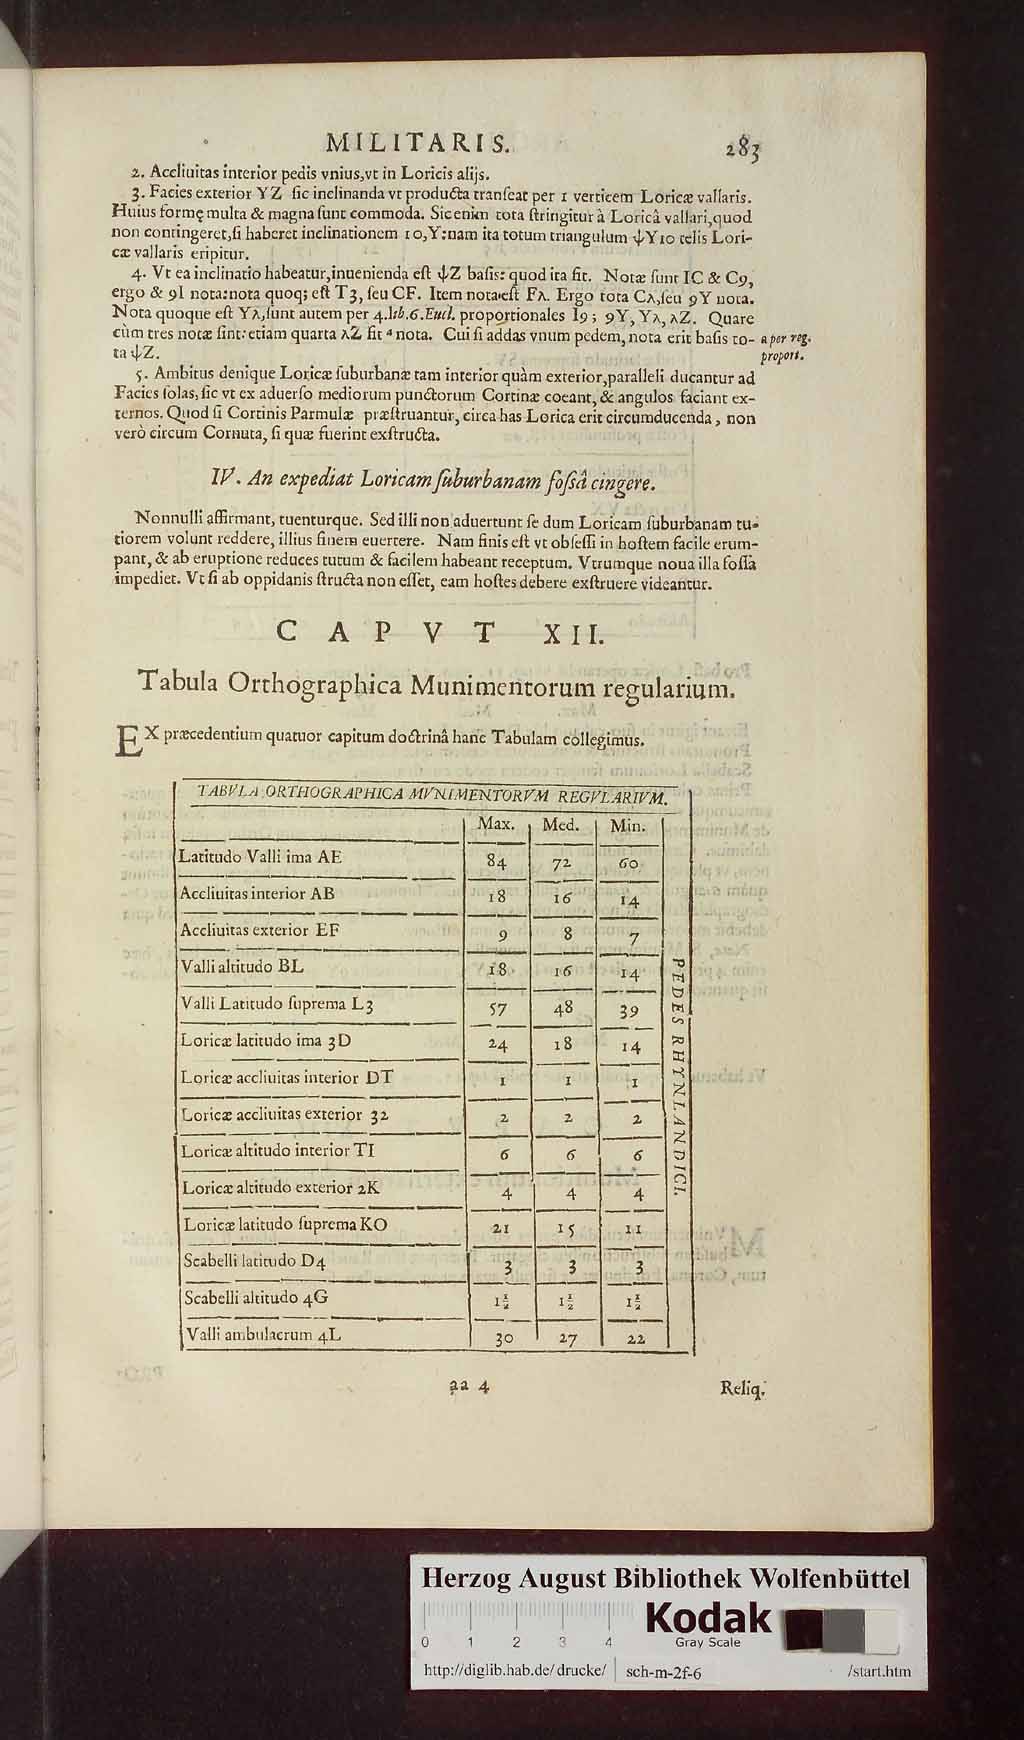 MILITARIS. 283
2. Accliuitas interior pedis vnius,vt in Loricis alijs.
3. Facies exterior YZ sic inclinanda vt producta transeat per 1 verticem Loricæ vallaris.
Huius formę multa & magna sunt commoda. Sic enim tota stringitur à Loricâ vallari,quod
non contingeret,si haberet inclinationem 10,Y:nam ita totum triangulum ψY10 telis Lori-
cæ vallaris eripitur.
4. Vt ea inclinatio habeatur,inuenienda est ψZ basis: quod ita fit. Notæ sunt IC & C9,
ergo & 9I nota:nota quoq; est T3, seu CF. Item nota est Fλ. Ergo tota Cλ,seu 9Y nota.
Nota quoque est Yλ,sunt autem per 4.lib.6.Eucl. proportionales I9; 9Y, Yλ, λZ. Quare
cùm tres notæ sint: etiam quarta λZ fit ª nota. Cui si addas vnum pedem, nota erit basis to- a per reg.
ta ψZ. proport.
5. Ambitus denique Loricæ suburbanæ tam interior quàm exterior,paralleli ducantur ad
Facies solas,sic vt ex aduerso mediorum punctorum Cortinæ coeant, & angulos faciant ex-
ternos. Quod si Cortinis Parmulæ præstruantur, circa has Lorica erit circumducenda, non
verò circum Cornuta, si quæ fuerint exstructa.
IV. An expediat Loricam suburbanam fossâ cingere.
Nonnulli affirmant, tuenturque. Sed illi non aduertunt se dum Loricam suburbanam tu-
tiorem volunt reddere, illius finem euertere. Nam finis est vt obsessi in hostem facile erum-
pant, & ab eruptione reduces tutum & facilem habeant receptum. Vtrumque noua illa fossa
impediet. Vt si ab oppidanis structa non esset, eam hostes debere exstruere videantur.
CAPVT XII.
Tabula Orthographica Munimentorum regularium.
EX præcedentium quatuor capitum doctrinâ hanc Tabulam collegimus.
TABVLA ORTHOGRAPHICA MVNIMENTORVM REGVLARIVM.
Max. Med. Min.
Latitudo Valli ima AE 84 72 60
Accliuitas interior AB 18 16 14
Accliuitas exterior EF 9 8 7
Valli altitudo BL 18 16 14
Valli Latitudo suprema L3 57 48 39
Loricæ latitudo ima 3D 24 18 14
Loricæ accliuitas interior DT 1 1 1
Loricæ accliuitas exterior 32 2 2 2
Loricæ altitudo interior TI 6 6 6
Loricæ altitudo exterior 2K 4 4 4
Loricæ latitudo suprema KO 21 15 11
Scabelli latitudo D4 3 3 3
Scabelli altitudo 4G 1½ 1½ 1½
Valli ambulacrum 4L 30 27 22
PEDES RHYNLANDICI.
aa 4 Reliq.
Herzog August Bibliothek Wolfenbüttel
Kodak
0 1 2 3 4 Gray Scale
http://diglib.hab.de/drucke/ sch-m-2f-6 /start.htm